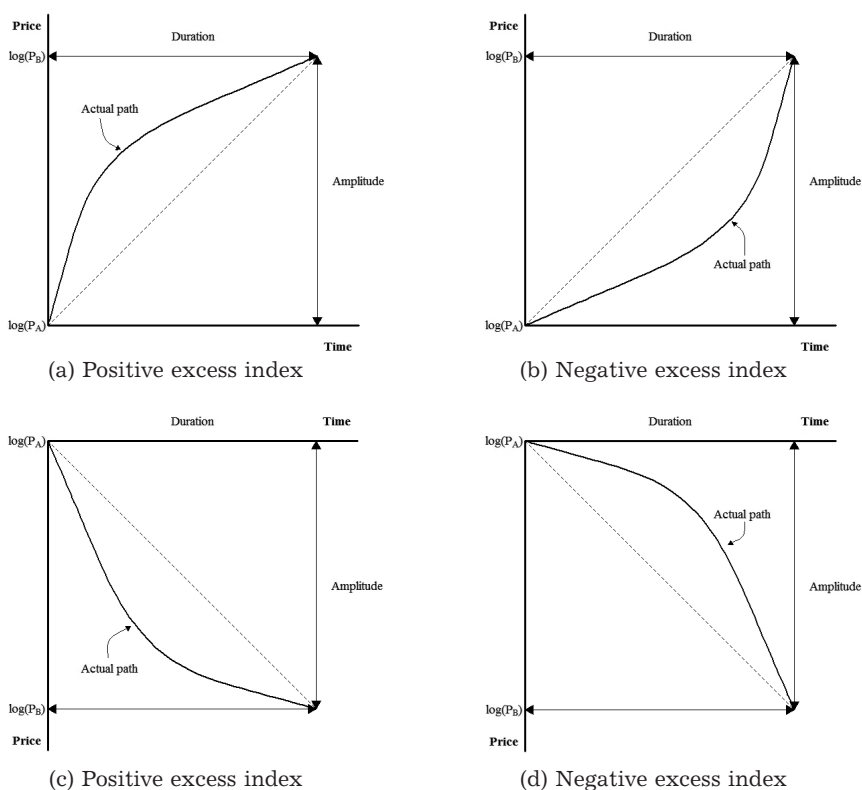 Price
Duration
log(P_B)
Actual path
Amplitude
log(P_A)
Time
(a) Positive excess index
Price
Duration
log(P_B)
Amplitude
Actual path
log(P_A)
Time
(b) Negative excess index
Duration
Time
log(P_A)
Amplitude
Actual path
log(P_B)
Price
(c) Positive excess index
Duration
Time
log(P_A)
Actual path
Amplitude
log(P_B)
Price
(d) Negative excess index